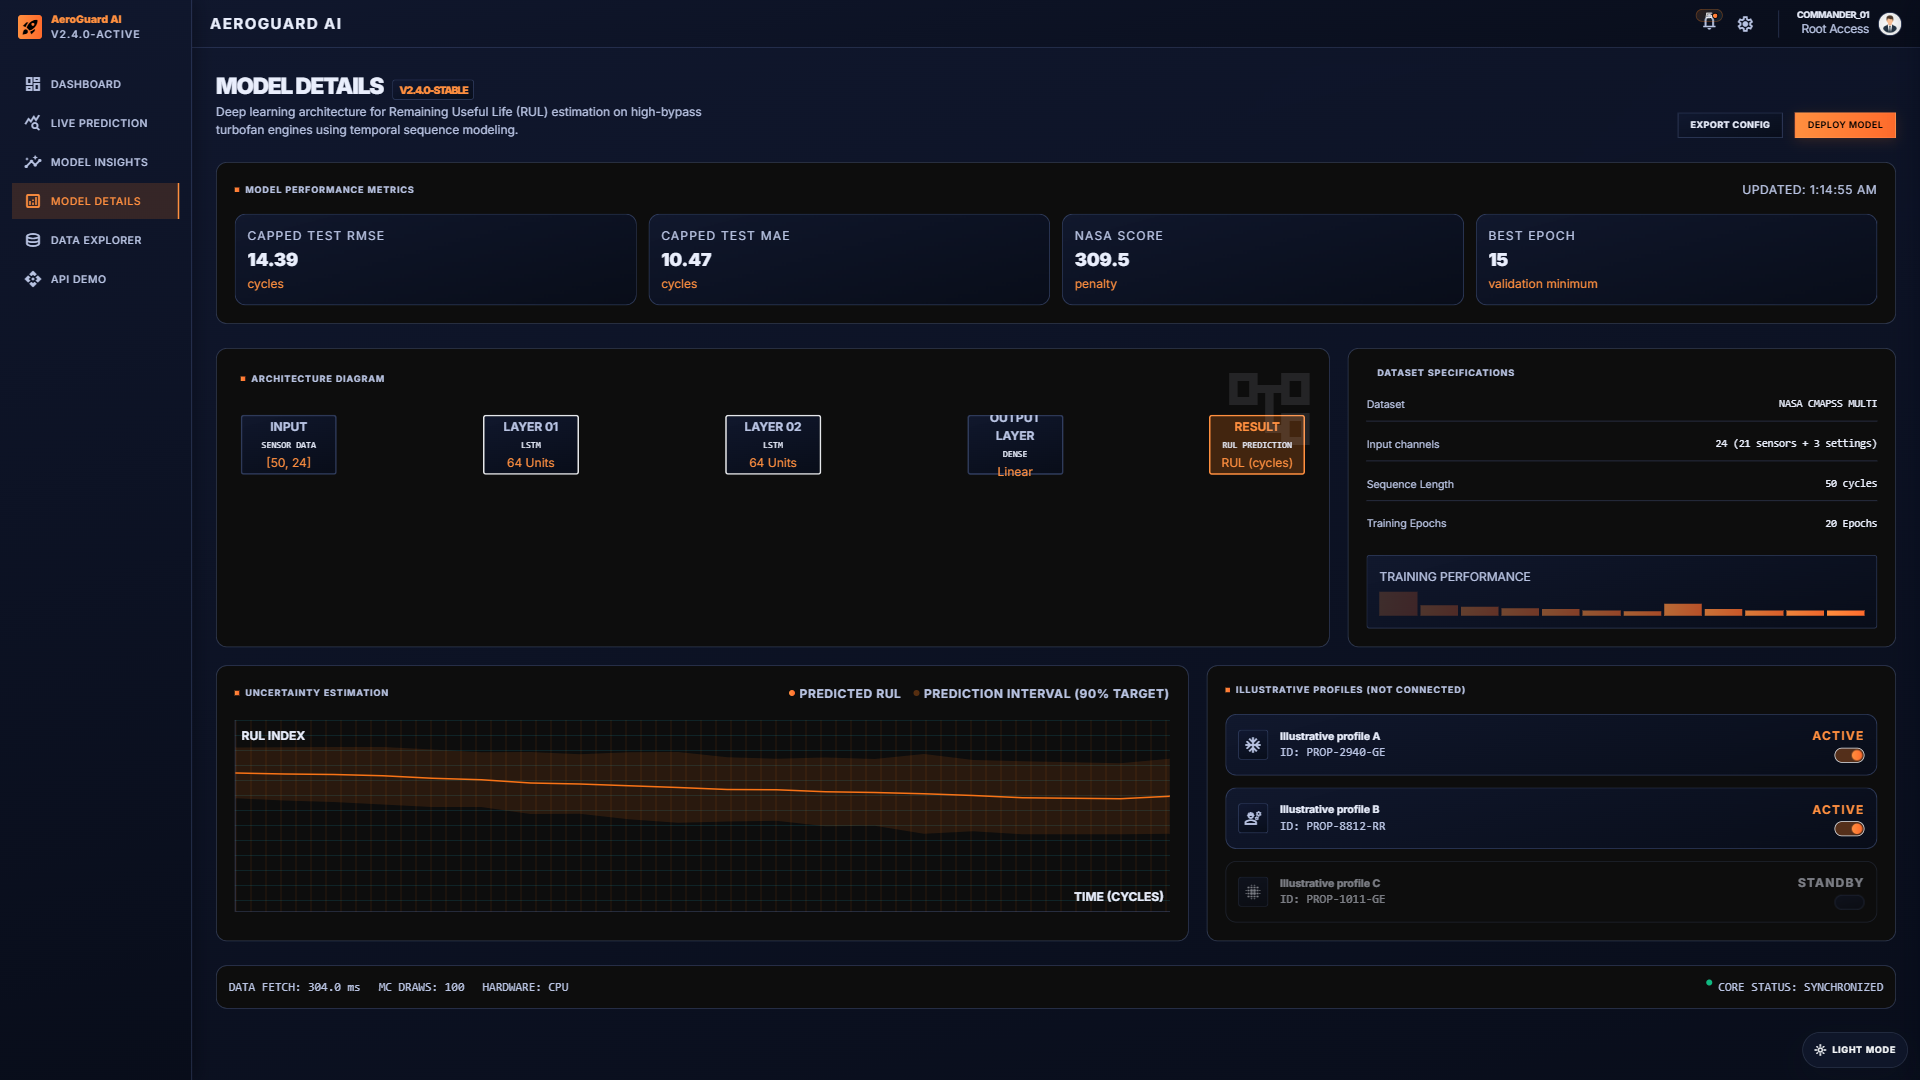 AeroGuard AI
V2.4.0-ACTIVE
DASHBOARD
LIVE PREDICTION
MODEL INSIGHTS
MODEL DETAILS
DATA EXPLORER
API DEMO
AEROGUARD AI
COMMANDER_01
Root Access
MODEL DETAILS
V2.4.0-STABLE
Deep learning architecture for Remaining Useful Life (RUL) estimation on high-bypass
turbofan engines using temporal sequence modeling.
EXPORT CONFIG
DEPLOY MODEL
MODEL PERFORMANCE METRICS
UPDATED: 1:14:55 AM
CAPPED TEST RMSE
14.39
cycles
CAPPED TEST MAE
10.47
cycles
NASA SCORE
309.5
penalty
BEST EPOCH
15
validation minimum
ARCHITECTURE DIAGRAM
INPUT
SENSOR DATA
[50, 24]
LAYER 01
LSTM
64 Units
LAYER 02
LSTM
64 Units
OUTPUT
LAYER
DENSE
Linear
RESULT
RUL PREDICTION
RUL (cycles)
DATASET SPECIFICATIONS
Dataset
NASA CMAPSS MULTI
Input channels
24 (21 sensors + 3 settings)
Sequence Length
50 cycles
Training Epochs
20 Epochs
TRAINING PERFORMANCE
UNCERTAINTY ESTIMATION
PREDICTED RUL
PREDICTION INTERVAL (90% TARGET)
RUL INDEX
TIME (CYCLES)
ILLUSTRATIVE PROFILES (NOT CONNECTED)
Illustrative profile A
ID: PROP-2940-GE
ACTIVE
Illustrative profile B
ID: PROP-8812-RR
ACTIVE
Illustrative profile C
ID: PROP-1011-GE
STANDBY
DATA FETCH: 304.0 ms
MC DRAWS: 100
HARDWARE: CPU
CORE STATUS: SYNCHRONIZED
LIGHT MODE